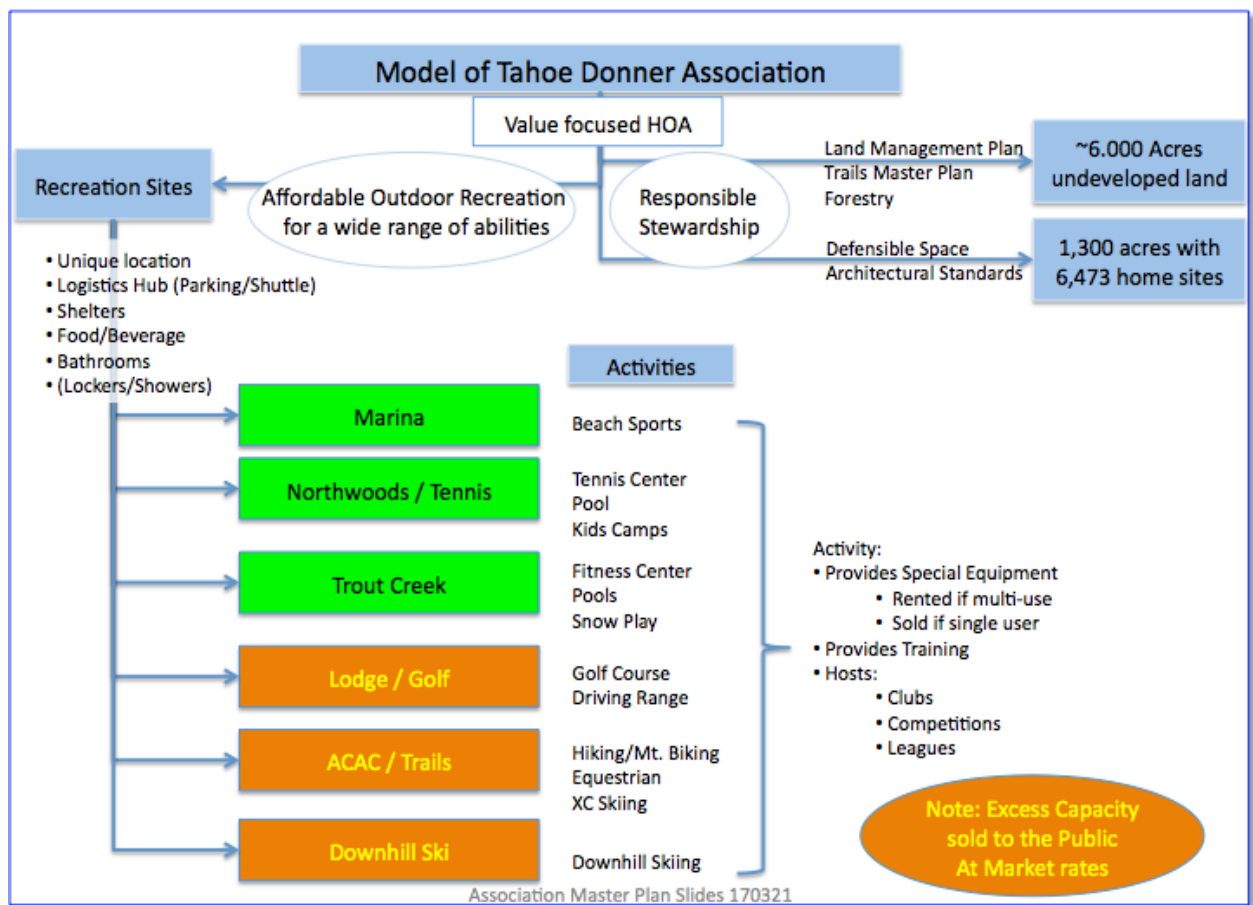 Model of Tahoe Donner Association
Value focused HOA
Recreation Sites
Affordable Outdoor Recreation
for a wide range of abilities
Responsible
Stewardship
Land Management Plan
Trails Master Plan
Forestry
~6.000 Acres
undeveloped land
Defensible Space
Architectural Standards
1,300 acres with
6,473 home sites
• Unique location
• Logistics Hub (Parking/Shuttle)
• Shelters
• Food/Beverage
• Bathrooms
• (Lockers/Showers)
Activities
Marina
Beach Sports
Northwoods / Tennis
Tennis Center
Pool
Kids Camps
Trout Creek
Fitness Center
Pools
Snow Play
Lodge / Golf
Golf Course
Driving Range
ACAC / Trails
Hiking/Mt. Biking
Equestrian
XC Skiing
Downhill Ski
Downhill Skiing
Activity:
• Provides Special Equipment
• Rented if multi-use
• Sold if single user
• Provides Training
• Hosts:
• Clubs
• Competitions
• Leagues
Note: Excess Capacity
sold to the Public
At Market rates
Association Master Plan Slides 170321